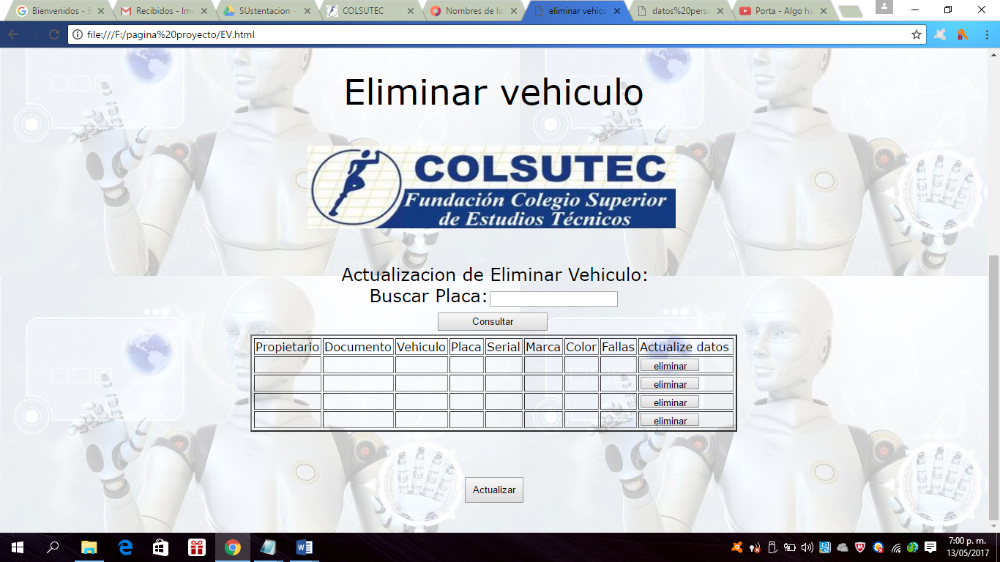 Bienvenidos - E
Recibidos - Imc
SUstentacion -
COLSUTEC
Nombres de lo
eliminar vehicu
datos%20perso
Porta - Algo ha
file:///F:/pagina%20proyecto/EV.html
Eliminar vehiculo
COLSUTEC
Fundación Colegio Superior
de Estudios Técnicos
Actualizacion de Eliminar Vehiculo:
Buscar Placa:
Consultar
Propietario Documento Vehiculo Placa Serial Marca Color Fallas Actualize datos
eliminar
eliminar
eliminar
eliminar
Actualizar
7:00 p. m.
13/05/2017